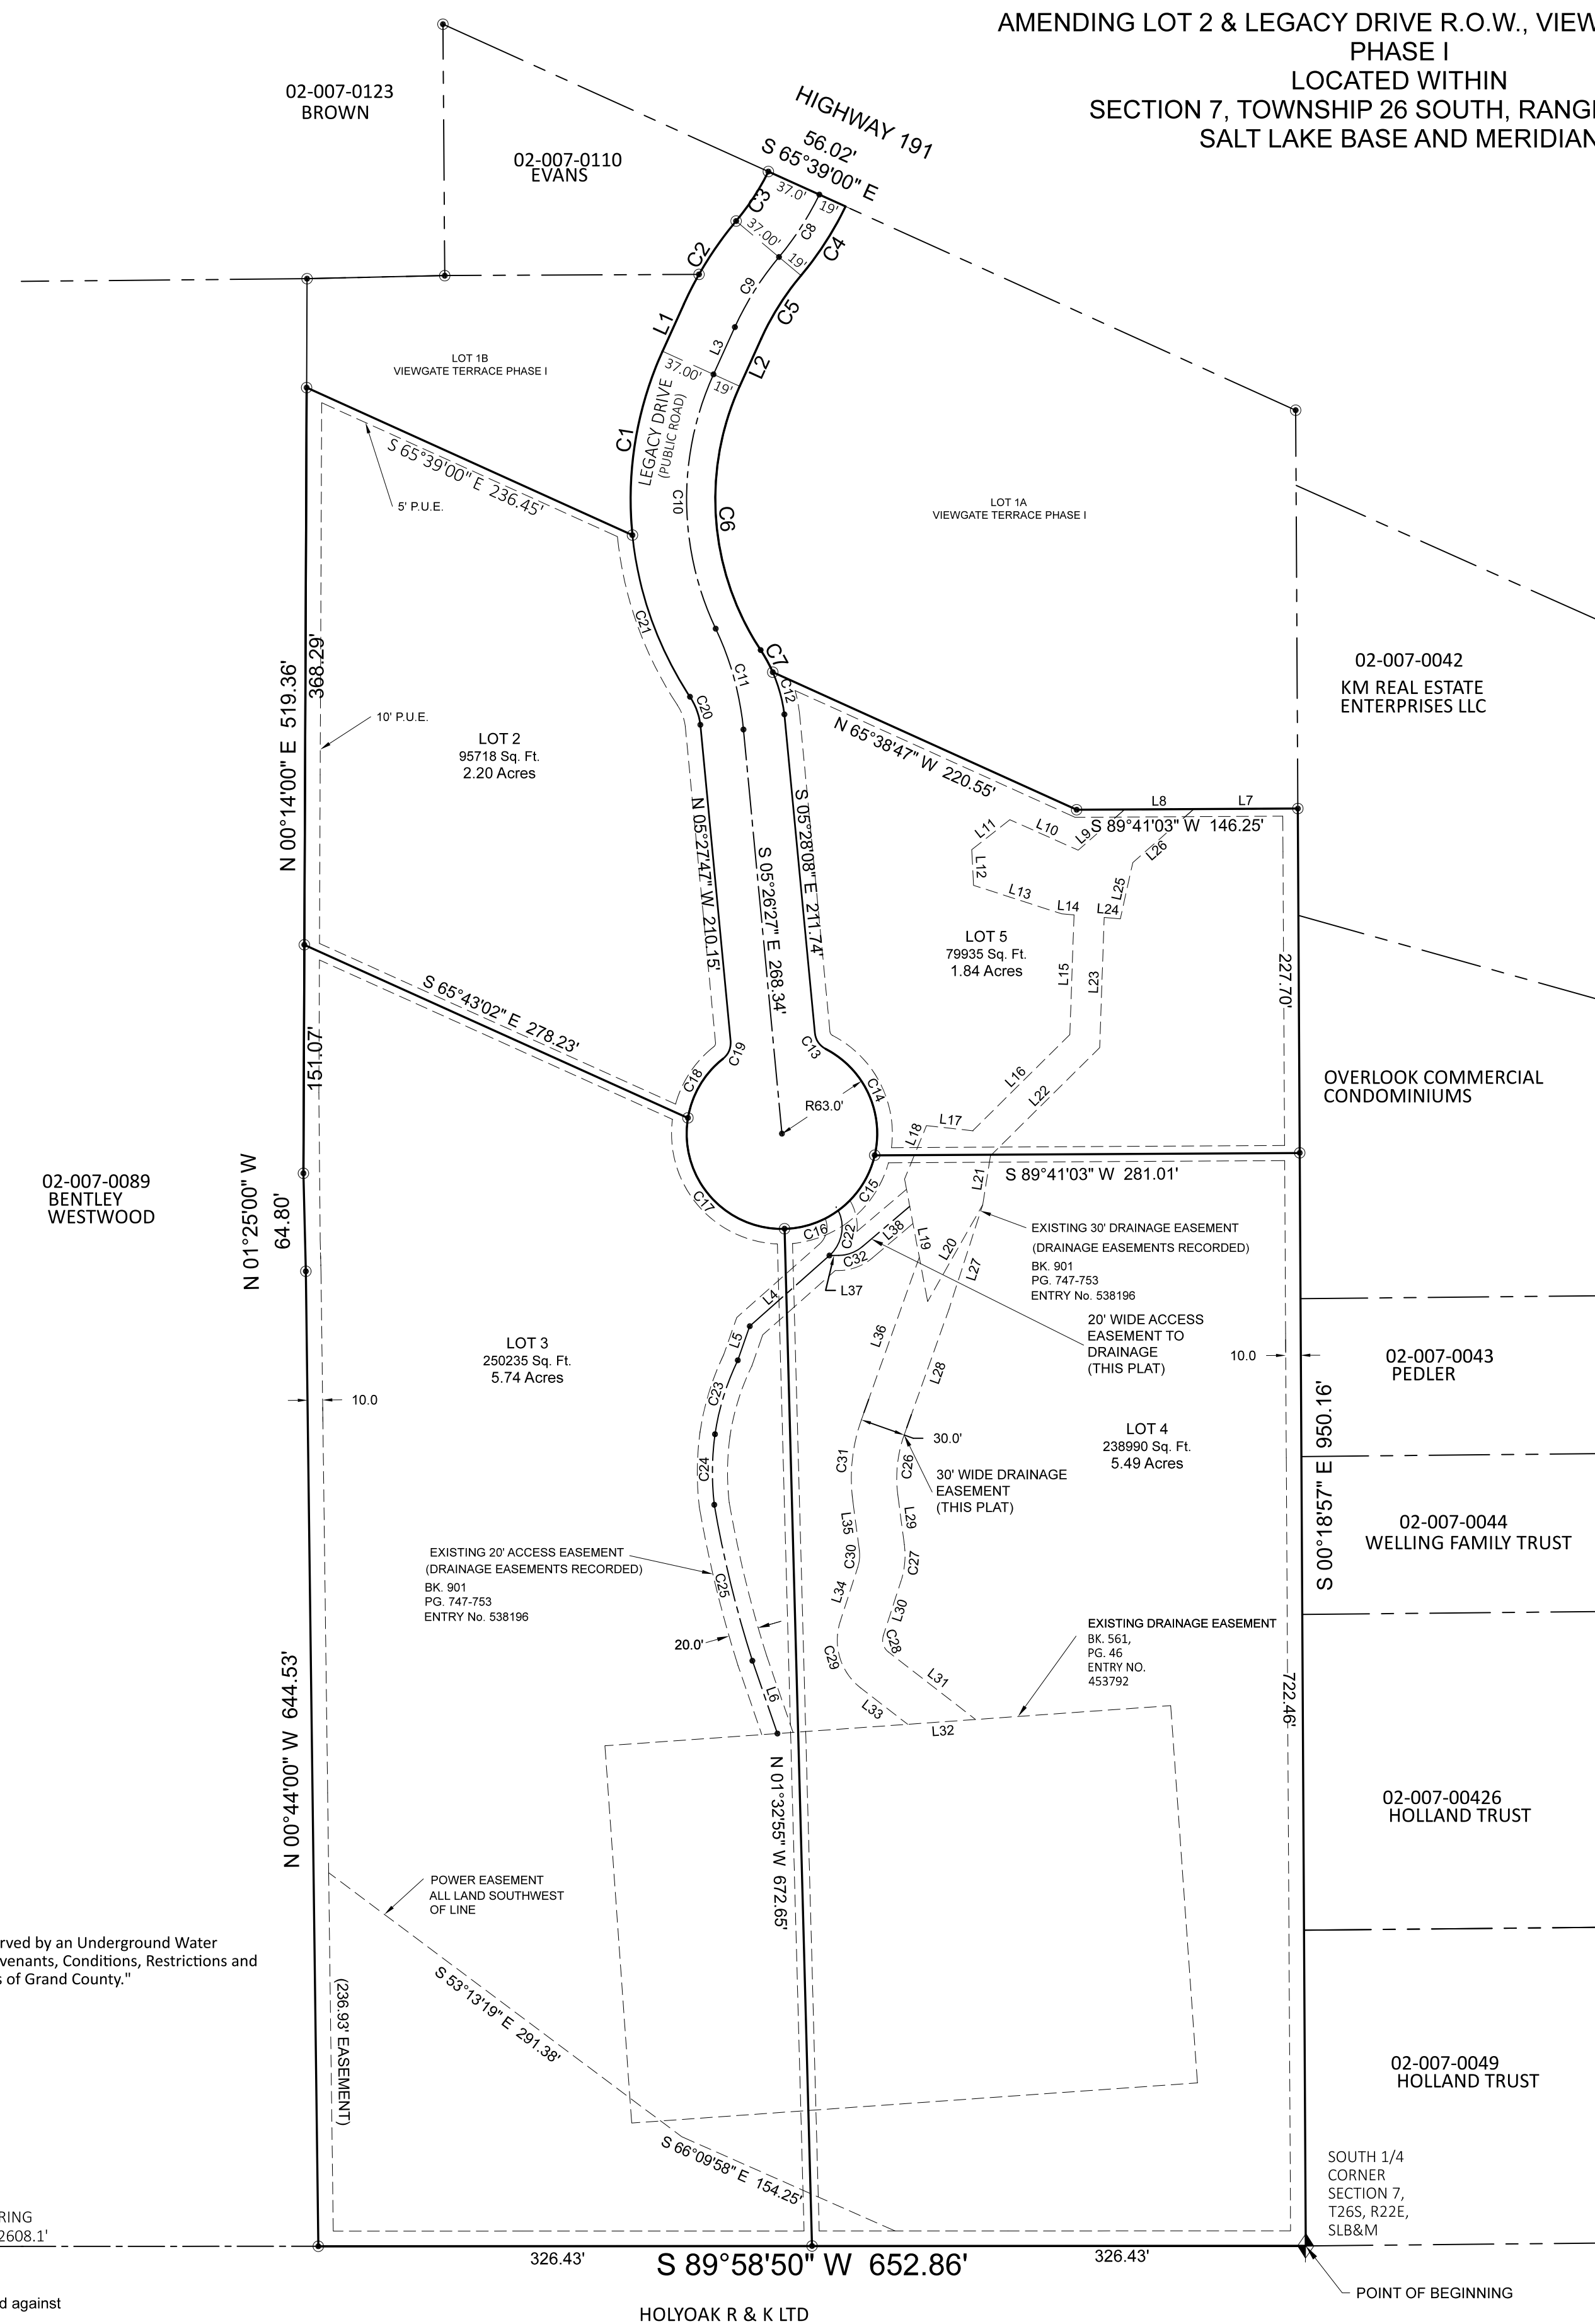 AMENDING LOT 2 & LEGACY DRIVE R.O.W., VIEW
PHASE I
LOCATED WITHIN
SECTION 7, TOWNSHIP 26 SOUTH, RANG
SALT LAKE BASE AND MERIDIAN
02-007-0123
BROWN
02-007-0110
EVANS
HIGHWAY 191
56.02'
S 65°39'00" E
37.0'
19'
C3
C8
C4
37.00'
19'
C2
C9
C5
L1
L3
L2
37.00'
19'
LOT 1B
VIEWGATE TERRACE PHASE I
C1
LEGACY DRIVE
(PUBLIC ROAD)
C10
C6
S 65°39'00" E 236.45'
5' P.U.E.
LOT 1A
VIEWGATE TERRACE PHASE I
C21
C11
C7
C12
C20
N 00°14'00" E 519.36'
368.29'
10' P.U.E.
LOT 2
95718 Sq. Ft.
2.20 Acres
02-007-0042
KM REAL ESTATE
ENTERPRISES LLC
N 65°38'47" W 220.55'
L8
L7
S 89°41'03" W 146.25'
L11
L10
L9
L26
L12
L13
L14
L24
L25
N 05°27'47" W 210.15'
S 05°26'27" E 268.34'
S 05°28'08" E 211.74'
LOT 5
79935 Sq. Ft.
1.84 Acres
L15
L23
227.70'
S 65°43'02" E 278.23'
151.07'
C19
C13
C18
C14
R63.0'
L16
L22
L17
L18
OVERLOOK COMMERCIAL
CONDOMINIUMS
S 89°41'03" W 281.01'
02-007-0089
BENTLEY
WESTWOOD
N 01°25'00" W
64.80'
C17
C15
C16
C22
L38
C32
L37
L19
L20
L21
L27
EXISTING 30' DRAINAGE EASEMENT
(DRAINAGE EASEMENTS RECORDED)
BK. 901
PG. 747-753
ENTRY No. 538196
L4
L5
L36
L28
20' WIDE ACCESS
EASEMENT TO
DRAINAGE
(THIS PLAT)
10.0
LOT 3
250235 Sq. Ft.
5.74 Acres
02-007-0043
PEDLER
10.0
C23
C24
C31
30.0'
C26
30' WIDE DRAINAGE
EASEMENT
(THIS PLAT)
LOT 4
238990 Sq. Ft.
5.49 Acres
S 00°18'57" E 950.16'
02-007-0044
WELLING FAMILY TRUST
L35
L29
C30
C27
EXISTING 20' ACCESS EASEMENT
(DRAINAGE EASEMENTS RECORDED)
BK. 901
PG. 747-753
ENTRY No. 538196
C25
L34
L30
20.0'
C29
C28
L6
L31
L33
L32
EXISTING DRAINAGE EASEMENT
BK. 561,
PG. 46
ENTRY NO.
453792
722.46'
N 00°44'00" W 644.53'
N 01°32'55" W 672.65'
02-007-00426
HOLLAND TRUST
POWER EASEMENT
ALL LAND SOUTHWEST
OF LINE
rved by an Underground Water
venants, Conditions, Restrictions and
s of Grand County."
S 53°13'19" E 291.38'
(236.93' EASEMENT)
S 66°09'58" E 154.25'
02-007-0049
HOLLAND TRUST
SOUTH 1/4
CORNER
SECTION 7,
T26S, R22E,
SLB&M
RING
2608.1'
326.43'
S 89°58'50" W 652.86'
326.43'
POINT OF BEGINNING
d against
HOLYOAK R & K LTD